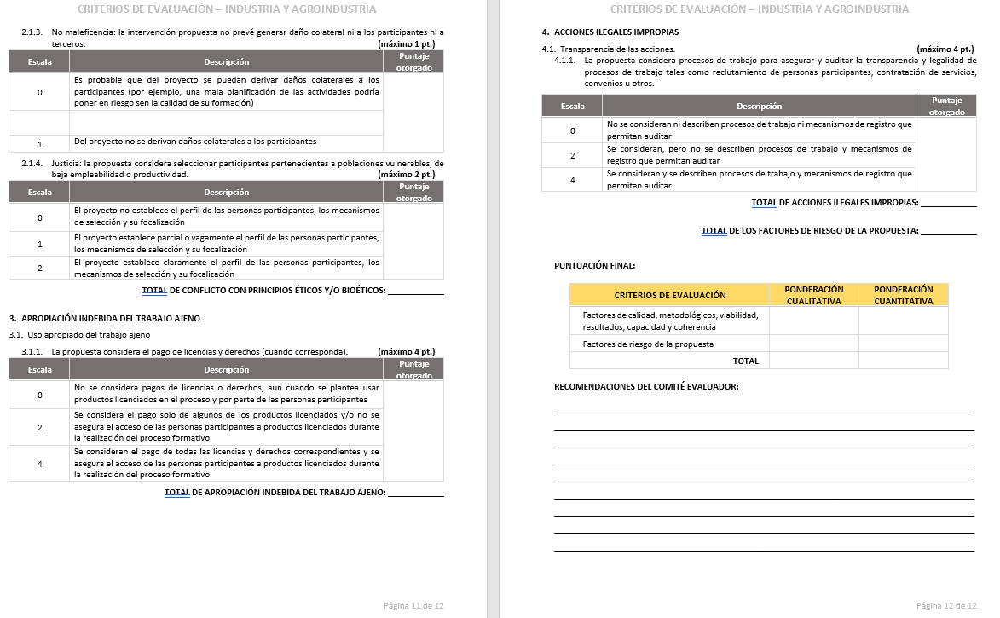 CRITERIOS DE EVALUACIÓN – INDUSTRIA Y AGROINDUSTRIA
2.1.3. No maleficencia: la intervención propuesta no prevé generar daño colateral ni a los participantes ni a
terceros. (máximo 1 pt.)
Escala Descripción Puntaje
otorgado
0 Es probable que del proyecto se puedan derivar daños colaterales a los
participantes (por ejemplo, una mala planificación de las actividades podría
poner en riesgo sen la calidad de su formación)
1 Del proyecto no se derivan daños colaterales a los participantes
2.1.4. Justicia: la propuesta considera seleccionar participantes pertenecientes a poblaciones vulnerables, de
baja empleabilidad o productividad. (máximo 2 pt.)
Escala Descripción Puntaje
otorgado
0 El proyecto no establece el perfil de las personas participantes, los mecanismos
de selección y su focalización
1 El proyecto establece parcial o vagamente el perfil de las personas participantes,
los mecanismos de selección y su focalización
2 El proyecto establece claramente el perfil de las personas participantes, los
mecanismos de selección y su focalización
TOTAL DE CONFLICTO CON PRINCIPIOS ÉTICOS Y/O BIOÉTICOS:
3. APROPIACIÓN INDEBIDA DEL TRABAJO AJENO
3.1. Uso apropiado del trabajo ajeno
3.1.1. La propuesta considera el pago de licencias y derechos (cuando corresponda). (máximo 4 pt.)
Escala Descripción Puntaje
otorgado
0 No se considera pagos de licencias o derechos, aun cuando se plantea usar
productos licenciados en el proceso y por parte de las personas participantes
2 Se considera el pago solo de algunos de los productos licenciados y/o no se
asegura el acceso de las personas participantes a productos licenciados durante
la realización del proceso formativo
4 Se consideran el pago de todas las licencias y derechos correspondientes y se
asegura el acceso de las personas participantes a productos licenciados durante
la realización del proceso formativo
TOTAL DE APROPIACIÓN INDEBIDA DEL TRABAJO AJENO:
Página 11 de 12
CRITERIOS DE EVALUACIÓN – INDUSTRIA Y AGROINDUSTRIA
4. ACCIONES ILEGALES IMPROPIAS
4.1. Transparencia de las acciones. (máximo 4 pt.)
4.1.1. La propuesta considera procesos de trabajo para asegurar y auditar la transparencia y legalidad de
procesos de trabajo tales como reclutamiento de personas participantes, contratación de servicios,
convenios u otros.
Escala Descripción Puntaje
otorgado
0 No se consideran ni describen procesos de trabajo ni mecanismos de registro que
permitan auditar
2 Se consideran, pero no se describen procesos de trabajo y mecanismos de
registro que permitan auditar
4 Se consideran y se describen procesos de trabajo y mecanismos de registro que
permitan auditar
TOTAL DE ACCIONES ILEGALES IMPROPIAS:
TOTAL DE LOS FACTORES DE RIESGO DE LA PROPUESTA:
PUNTUACIÓN FINAL:
CRITERIOS DE EVALUACIÓN PONDERACIÓN CUALITATIVA PONDERACIÓN CUANTITATIVA
Factores de calidad, metodológicos, viabilidad,
resultados, capacidad y coherencia
Factores de riesgo de la propuesta
TOTAL
RECOMENDACIONES DEL COMITÉ EVALUADOR:
Página 12 de 12